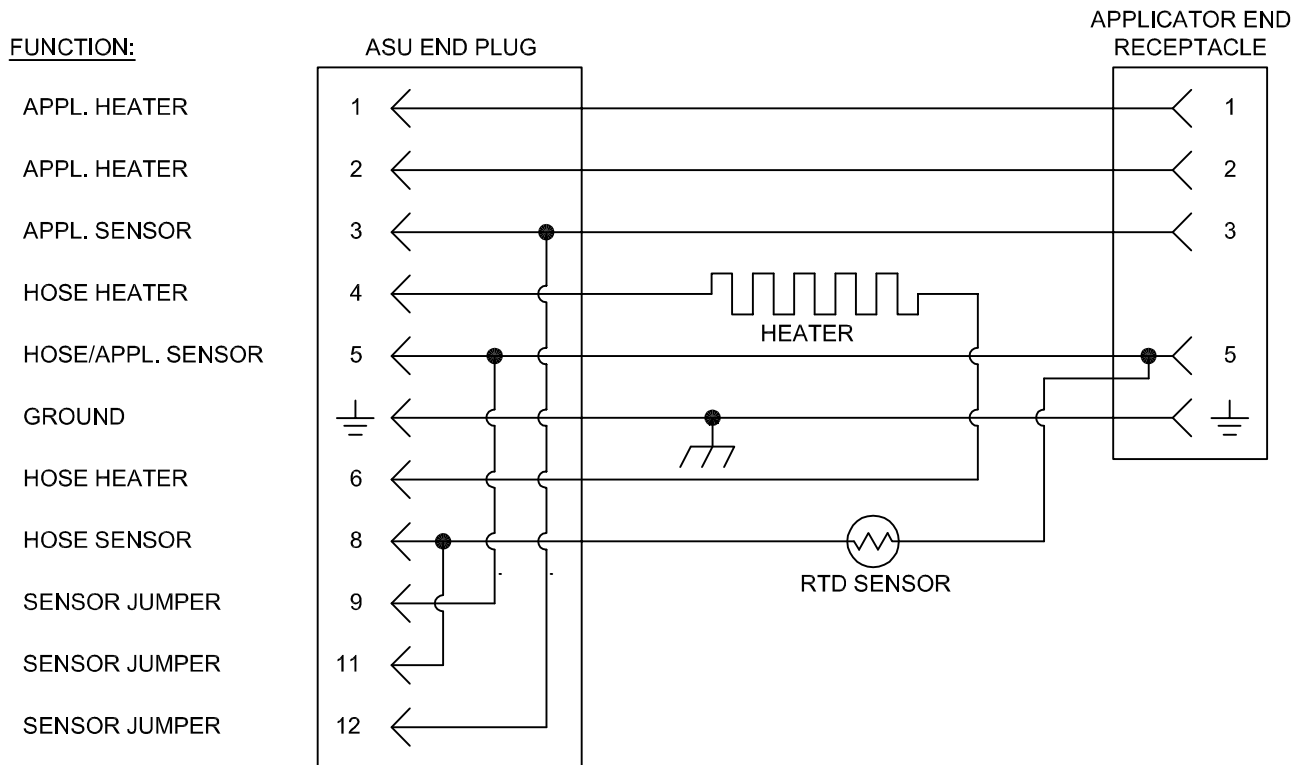 APPLICATOR END
RECEPTACLE
FUNCTION:
ASU END PLUG
APPL. HEATER 1 1
APPL. HEATER 2 2
APPL. SENSOR 3 3
HOSE HEATER 4
HEATER
HOSE/APPL. SENSOR 5 5
GROUND
HOSE HEATER 6
HOSE SENSOR 8
RTD SENSOR
SENSOR JUMPER 9
SENSOR JUMPER 11
SENSOR JUMPER 12